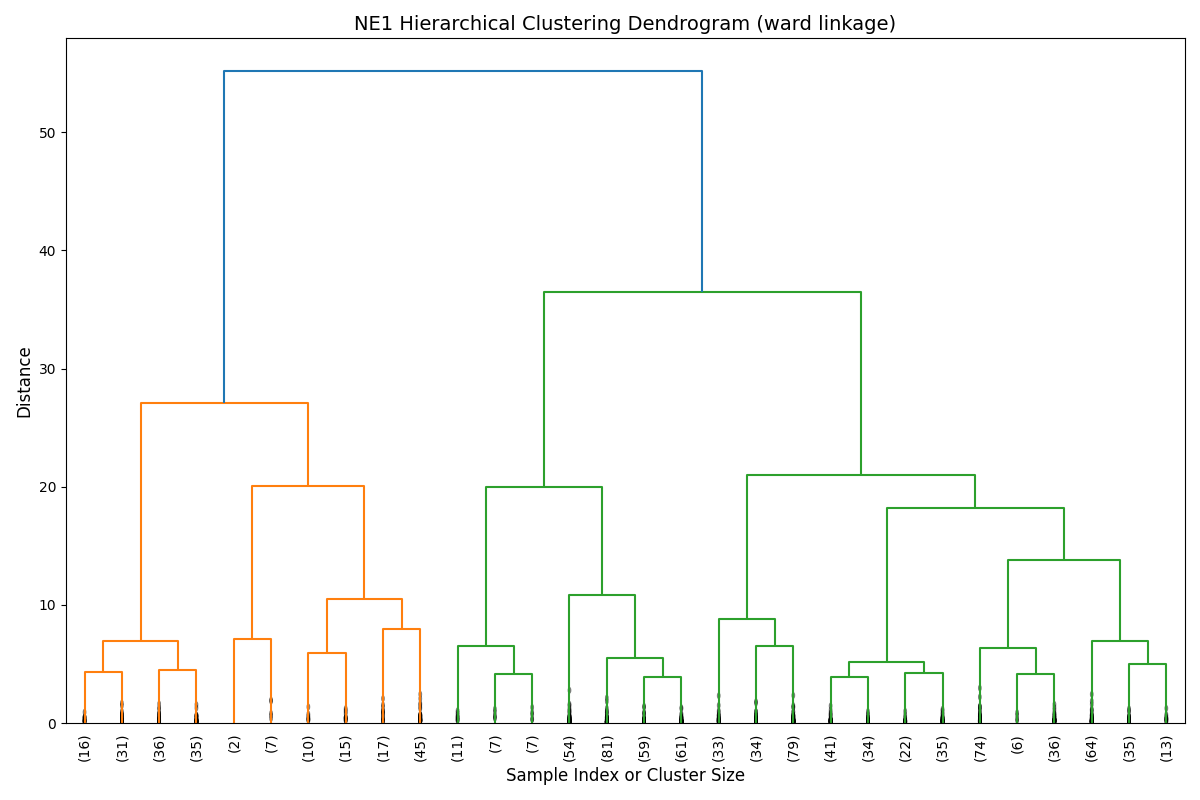 NE1 Hierarchical Clustering Dendrogram (ward linkage)
Distance
50
40
30
20
10
0
(16) (31) (36) (35) (2) (7) (10) (15) (17) (45) (11) (7) (7) (54) (81) (59) (61) (33) (34) (79) (41) (34) (22) (35) (74) (6) (36) (64) (35) (13)
Sample Index or Cluster Size